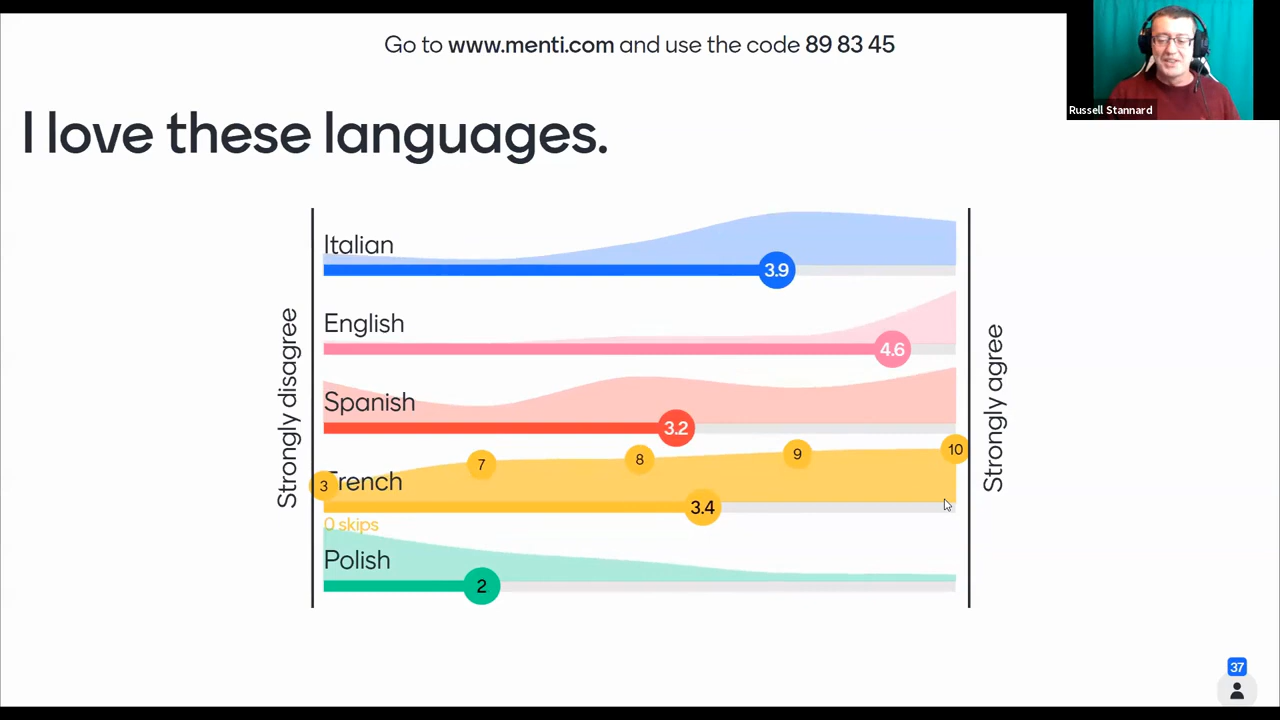 Go to www.menti.com and use the code 89 83 45
Russell Stannard
I love these languages.
Strongly disagree
Italian
3.9
English
4.6
Spanish
3.2
3 7 8 9 10
French
3.4
0 skips
Polish
2
Strongly agree
37